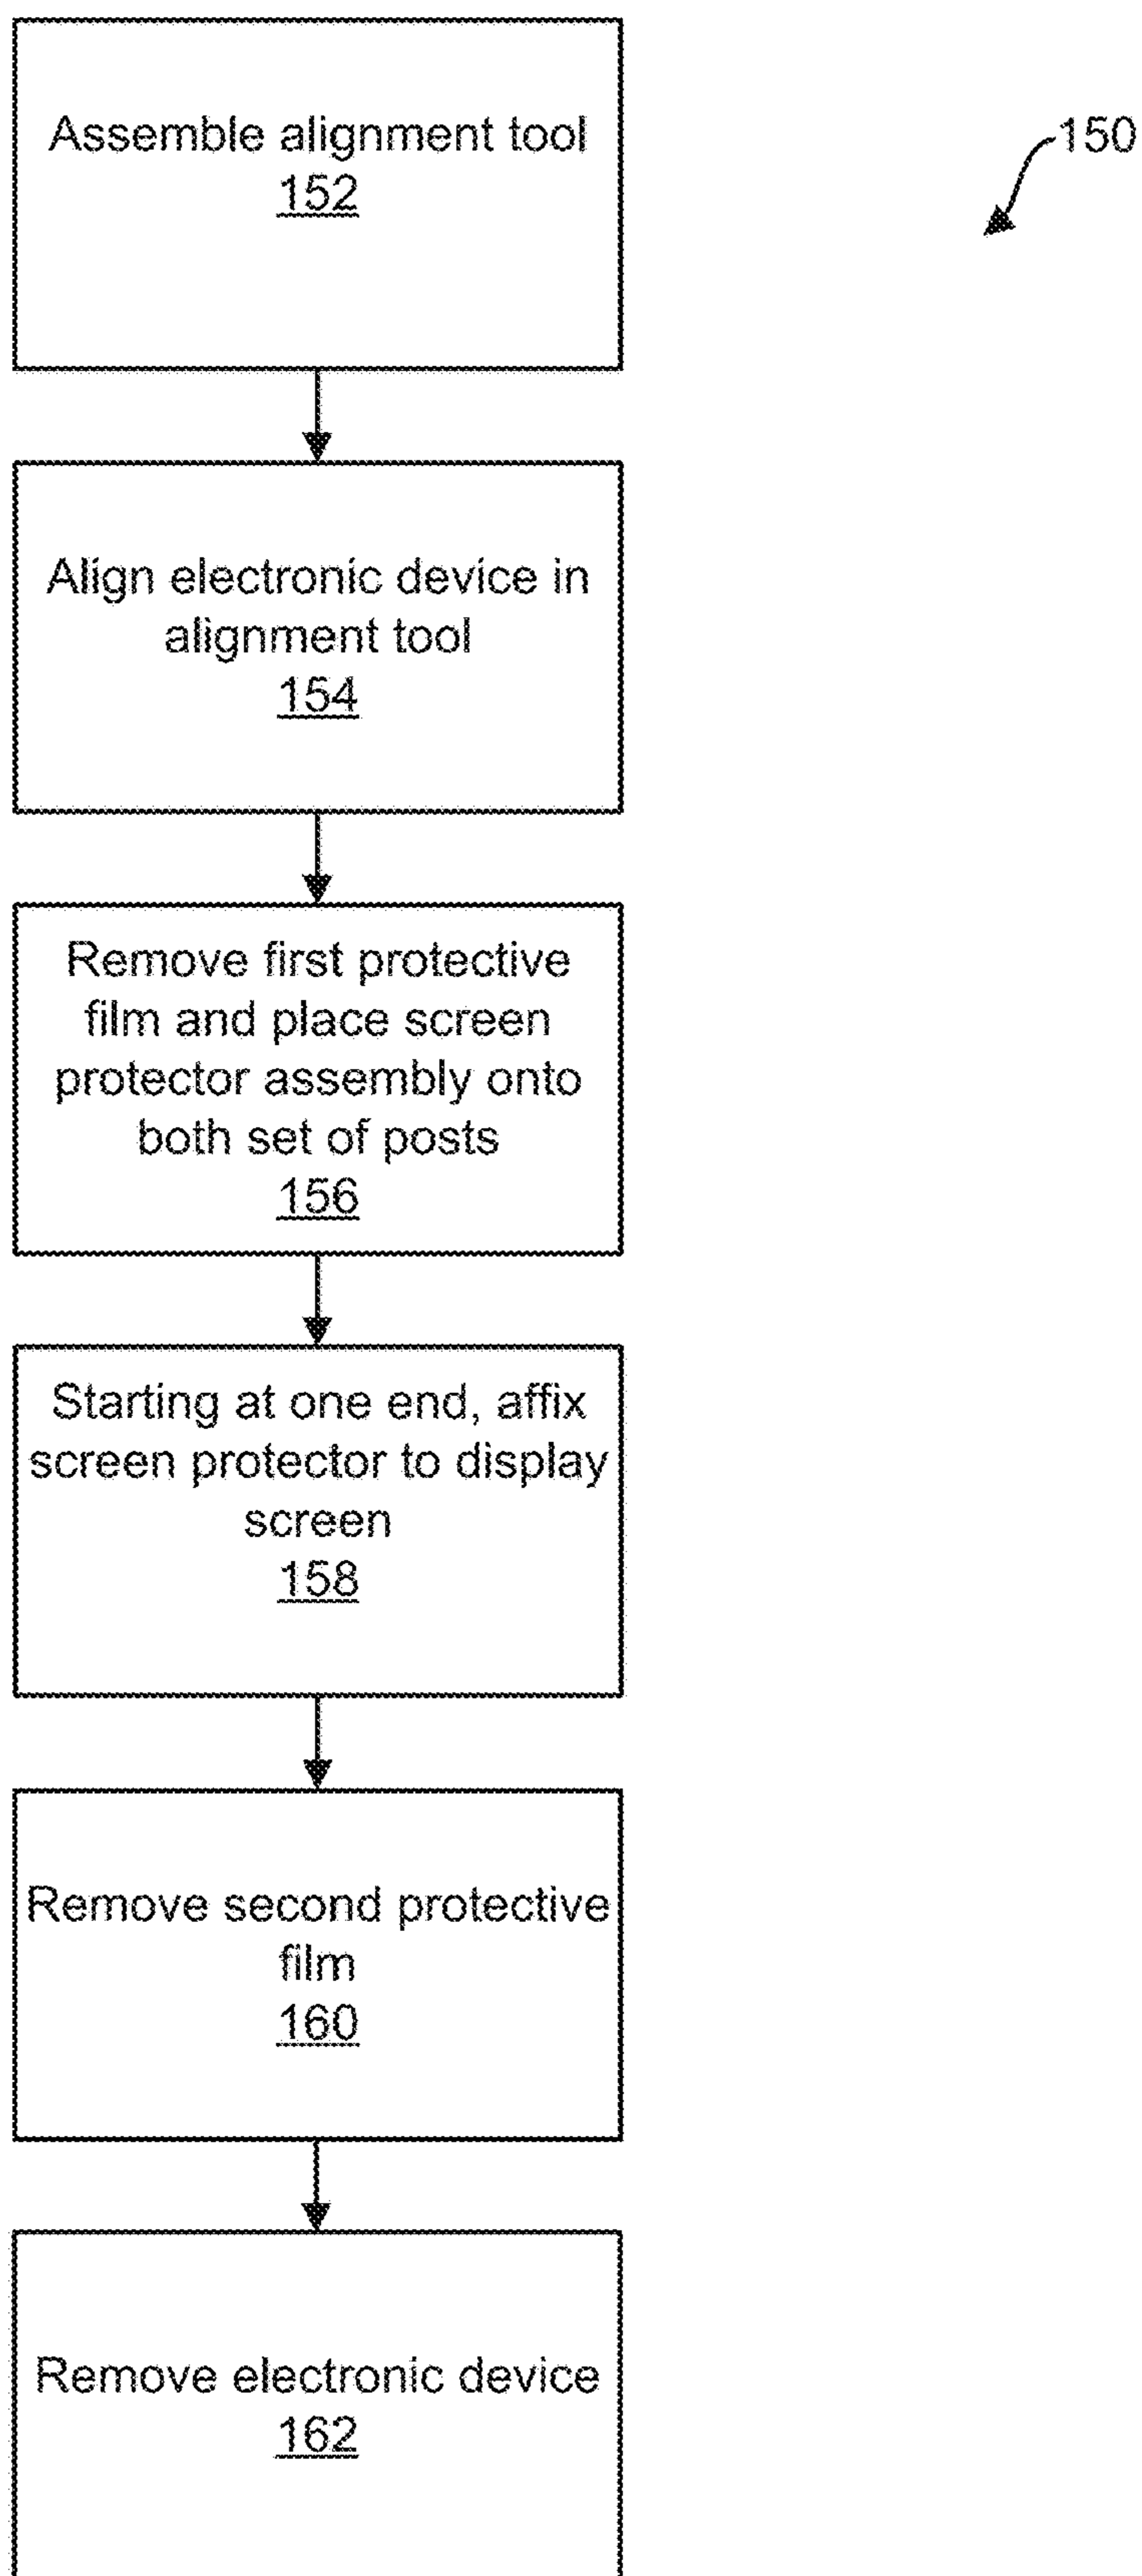 Assemble alignment tool
152
150
Align electronic device in
alignment tool
154
Remove first protective
film and place screen
protector assembly onto
both set of posts
156
Starting at one end, affix
screen protector to display
screen
158
Remove second protective
film
160
Remove electronic device
162